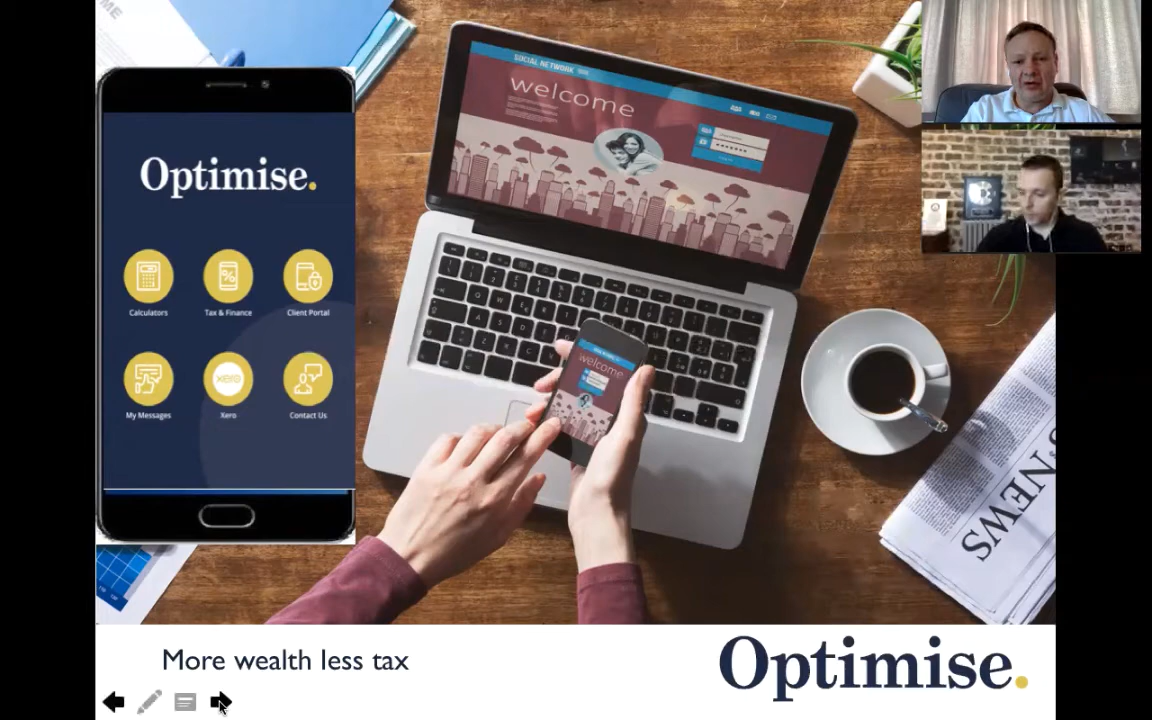 Optimise.
Calculators
Tax & Finance
Client Portal
My Messages
xero
Xero
Contact Us
SOCIAL NETWORK
welcome
welcome
NEWS
More wealth less tax
Optimise.